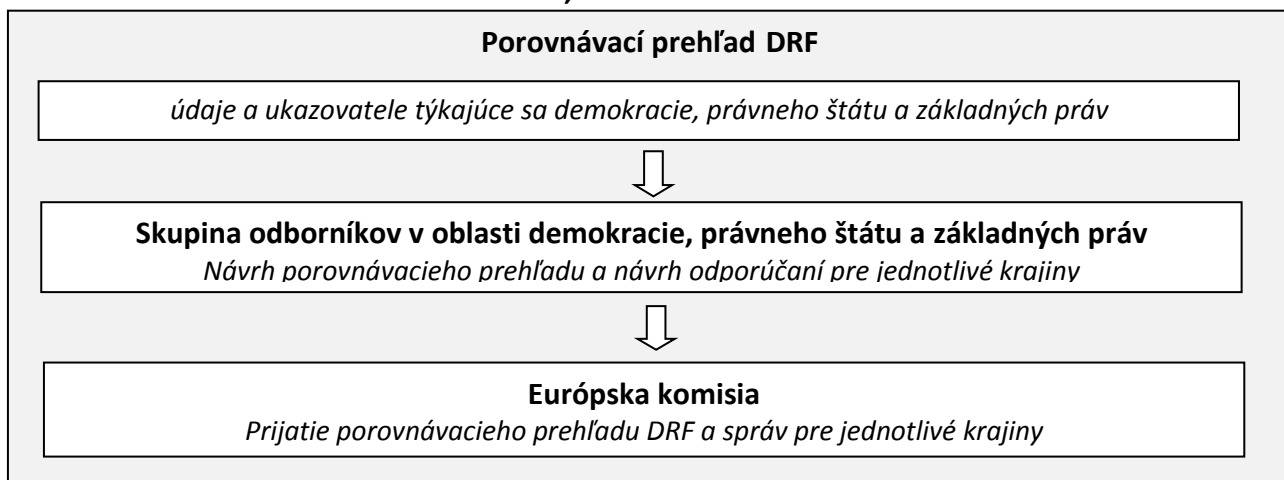 Porovnávací prehľad DRF
údaje a ukazovatele týkajúce sa demokracie, právneho štátu a základných práv
Skupina odborníkov v oblasti demokracie, právneho štátu a základných práv
Návrh porovnávacieho prehľadu a návrh odporúčaní pre jednotlivé krajiny
Európska komisia
Prijatie porovnávacieho prehľadu DRF a správ pre jednotlivé krajiny